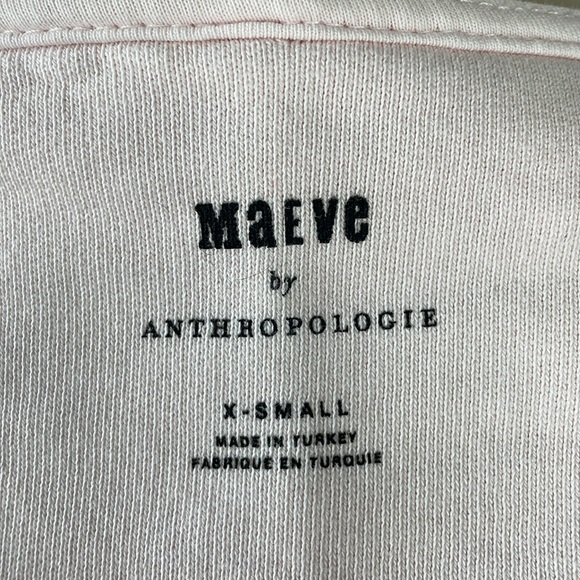 MaEVe
by
ANTHROPOLOGIE
X-SMALL
MADE IN TURKEY
FABRIQUE EN TURQUIE